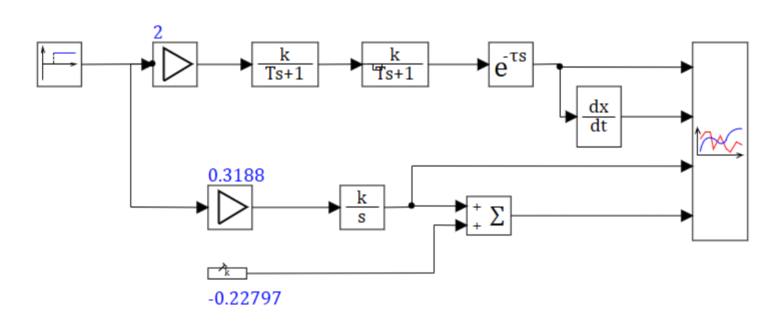 2
k
Ts+1
k
Ts+1
e-τs
dx
dt
0.3188
k
s
+
+
Σ
k
-0.22797